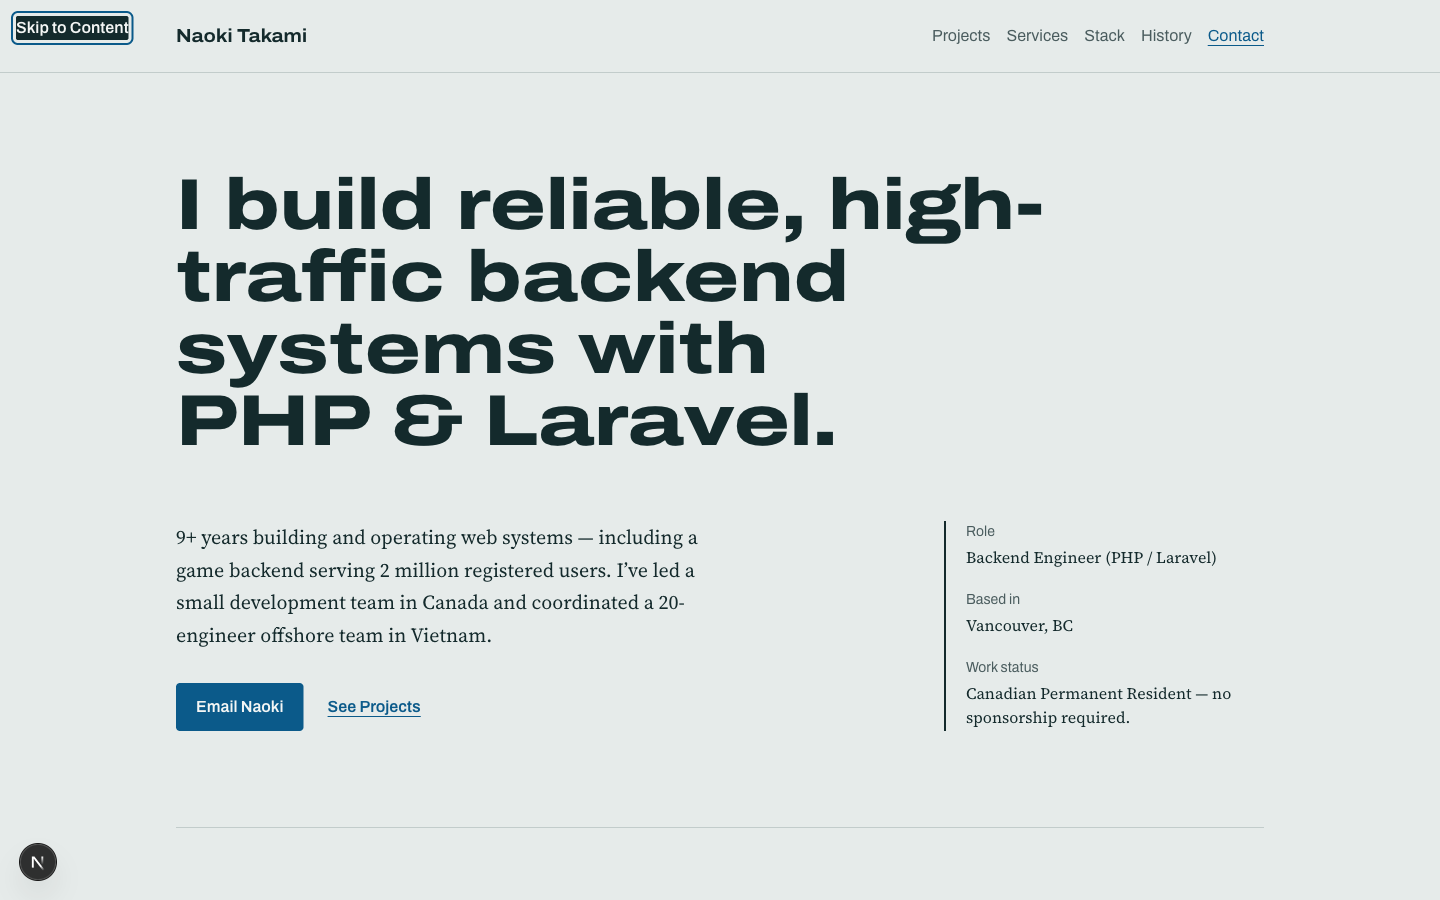 Skip to Content
Naoki Takami
Projects Services Stack History Contact
I build reliable, high-
traffic backend
systems with
PHP & Laravel.
9+ years building and operating web systems — including a
game backend serving 2 million registered users. I’ve led a
small development team in Canada and coordinated a 20-
engineer offshore team in Vietnam.
Email Naoki See Projects
Role
Backend Engineer (PHP / Laravel)
Based in
Vancouver, BC
Work status
Canadian Permanent Resident — no
sponsorship required.
N